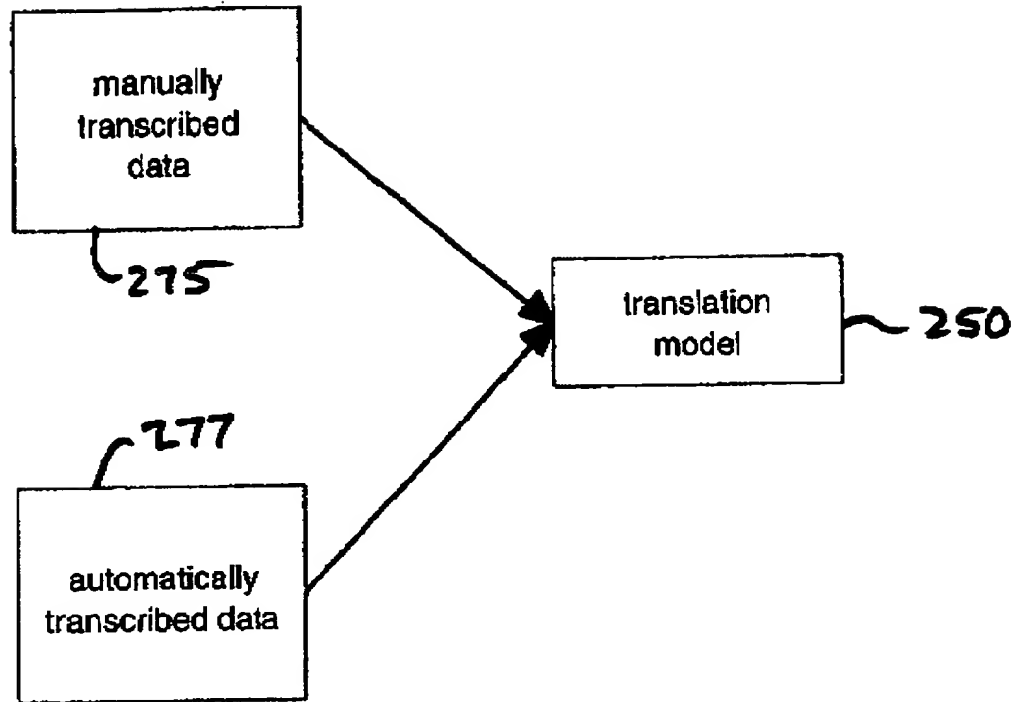 manually
transcribed
data
275
translation
model
250
277
automatically
transcribed data